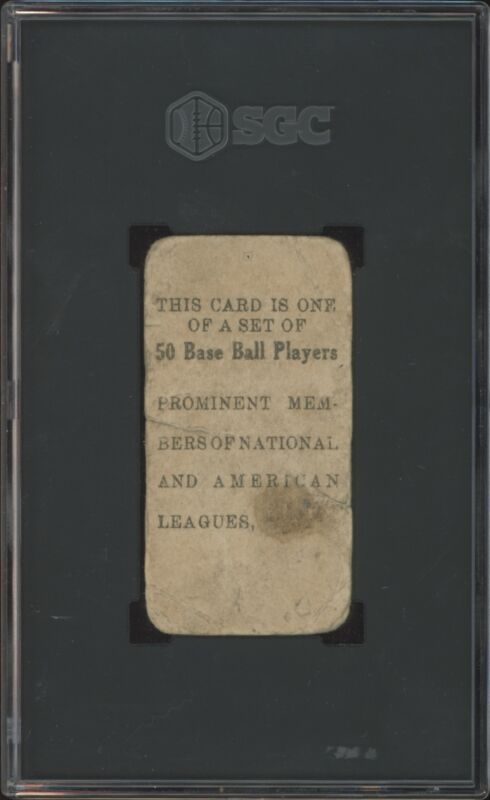 SGC
THIS CARD IS ONE
OF A SET OF
50 Base Ball Players
PROMINENT MEM-
BERS OF NATIONAL
AND AMERICAN
LEAGUES,